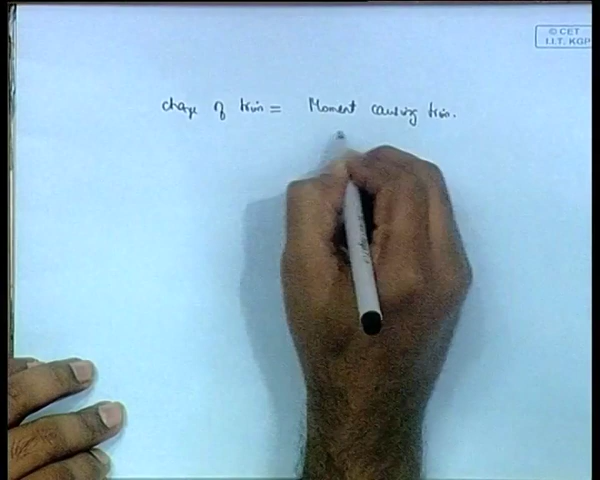 © CET
I.I.T. KGP
change of trim = Moment causing trim.